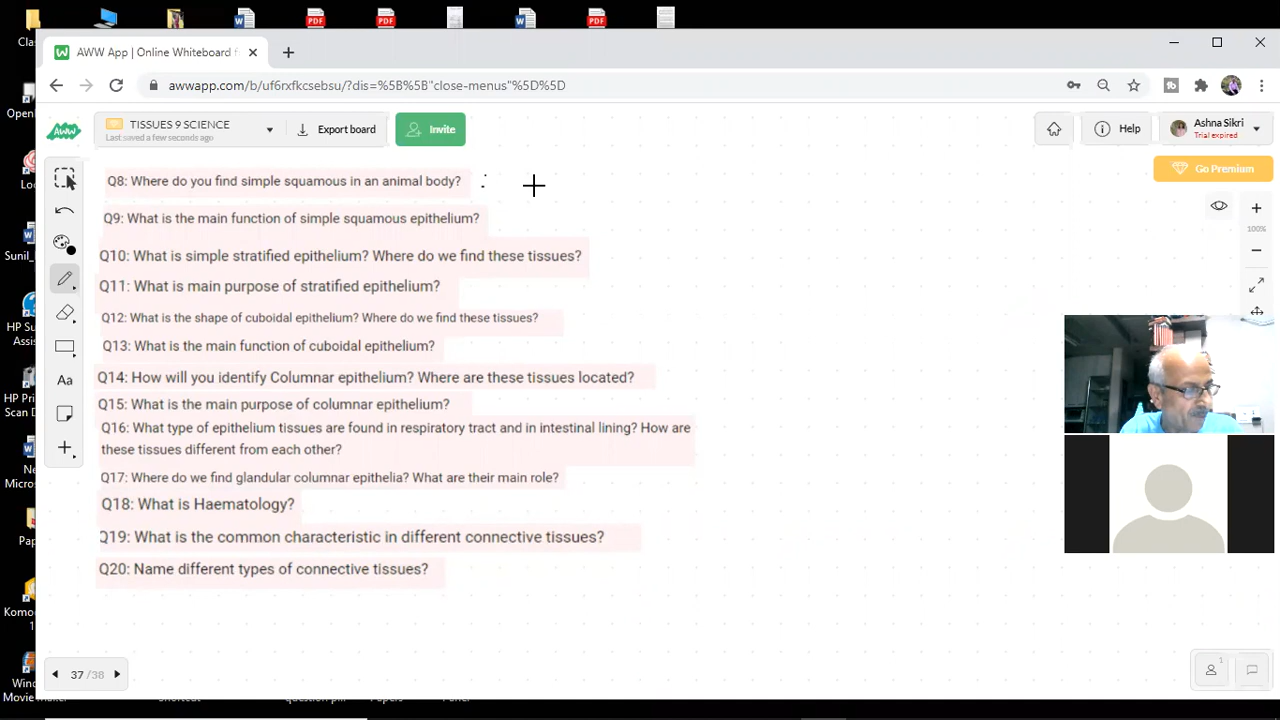 AWW App | Online Whiteboard f
awwapp.com/b/uf6rxfkcsebsu/?dis=%5B%5B"close-menus"%5D%5D
TISSUES 9 SCIENCE
Last saved a few seconds ago
Export board
Invite
Help
Ashna Sikri
Trial expired
Go Premium
100%
Q8: Where do you find simple squamous in an animal body? :
Q9: What is the main function of simple squamous epithelium?
Q10: What is simple stratified epithelium? Where do we find these tissues?
Q11: What is main purpose of stratified epithelium?
Q12: What is the shape of cuboidal epithelium? Where do we find these tissues?
Q13: What is the main function of cuboidal epithelium?
Q14: How will you identify Columnar epithelium? Where are these tissues located?
Q15: What is the main purpose of columnar epithelium?
Q16: What type of epithelium tissues are found in respiratory tract and in intestinal lining? How are
these tissues different from each other?
Q17: Where do we find glandular columnar epithelia? What are their main role?
Q18: What is Haematology?
Q19: What is the common characteristic in different connective tissues?
Q20: Name different types of connective tissues?
Aa
37 / 38
1